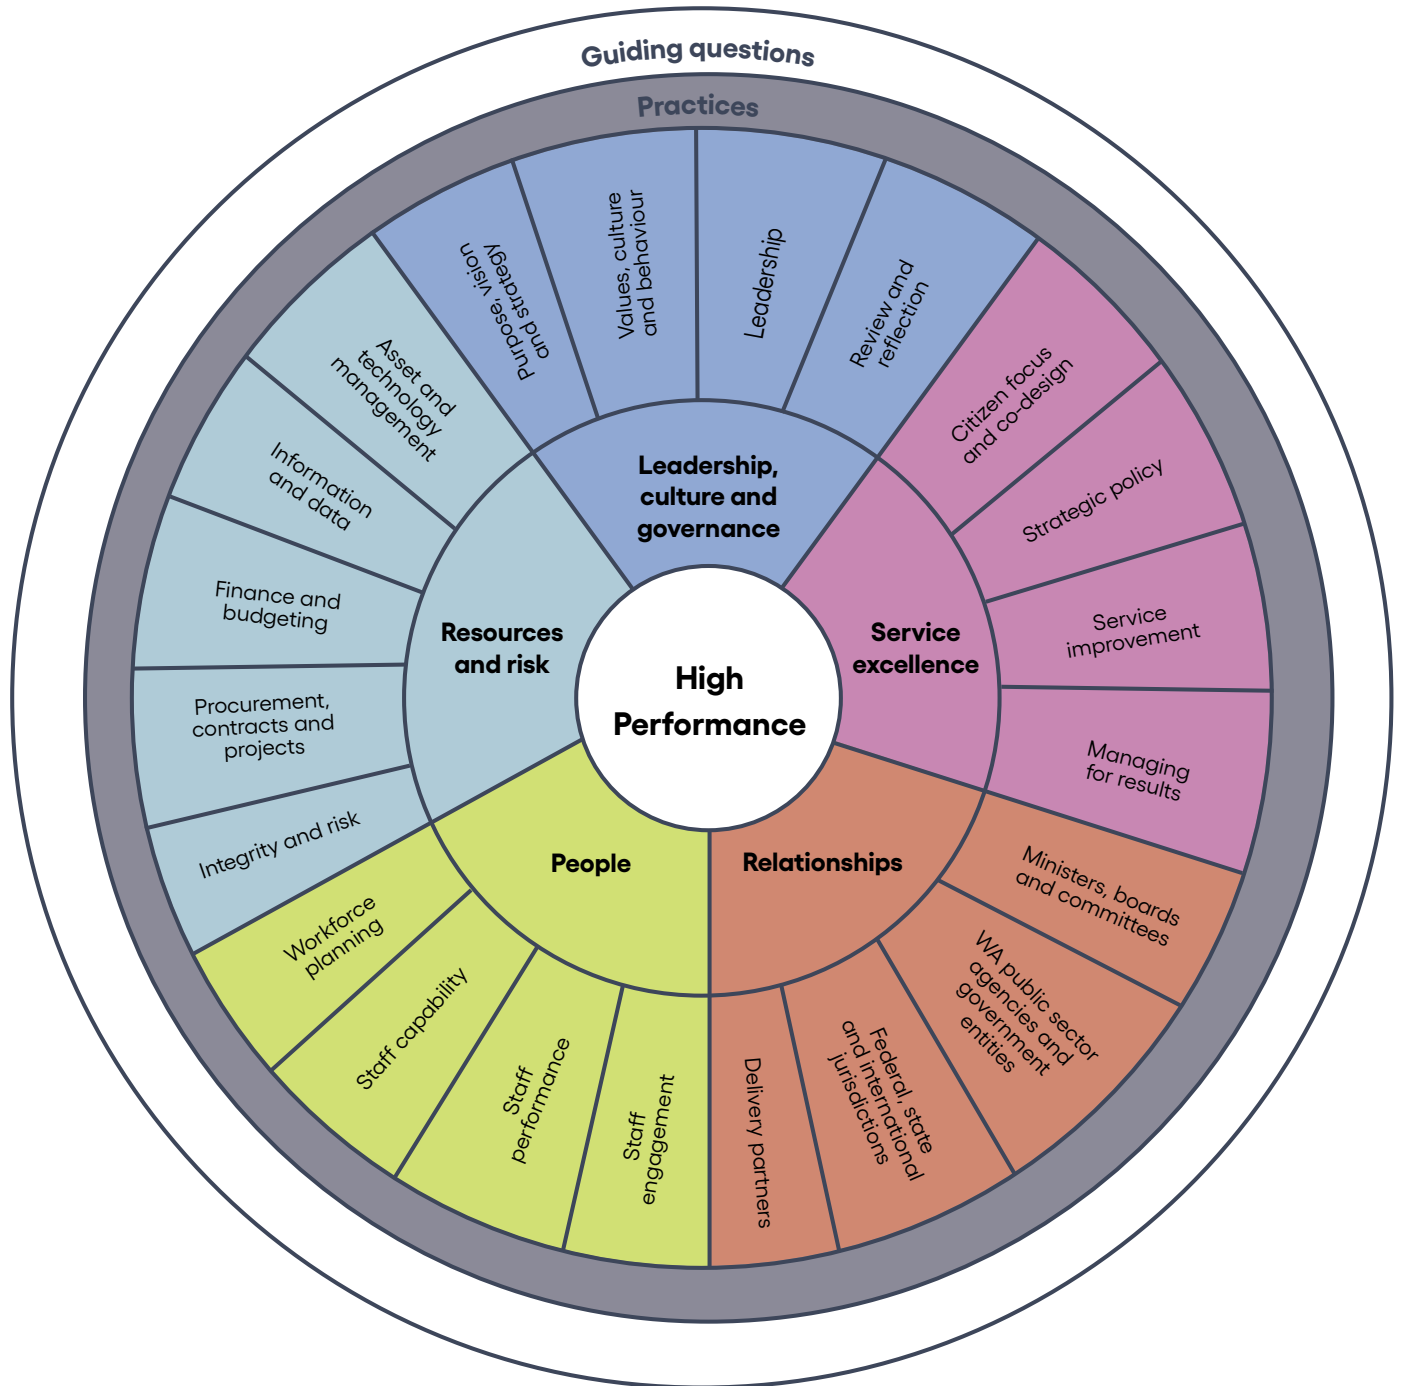 Guiding questions
Practices
High
Performance
Leadership,
culture and
governance
Purpose, vision
and strategy
Values, culture
and behaviour
Leadership
Review and
reflection
Service
excellence
Citizen focus
and co-design
Strategic policy
Service
improvement
Managing
for results
Relationships
Ministers, boards
and committees
WA public sector
agencies and
government
entities
Federal, state
and international
jurisdictions
Delivery partners
People
Staff
engagement
Staff
performance
Staff capability
Workforce
planning
Resources
and risk
Integrity and risk
Procurement,
contracts and
projects
Finance and
budgeting
Information
and data
Asset and
technology
management